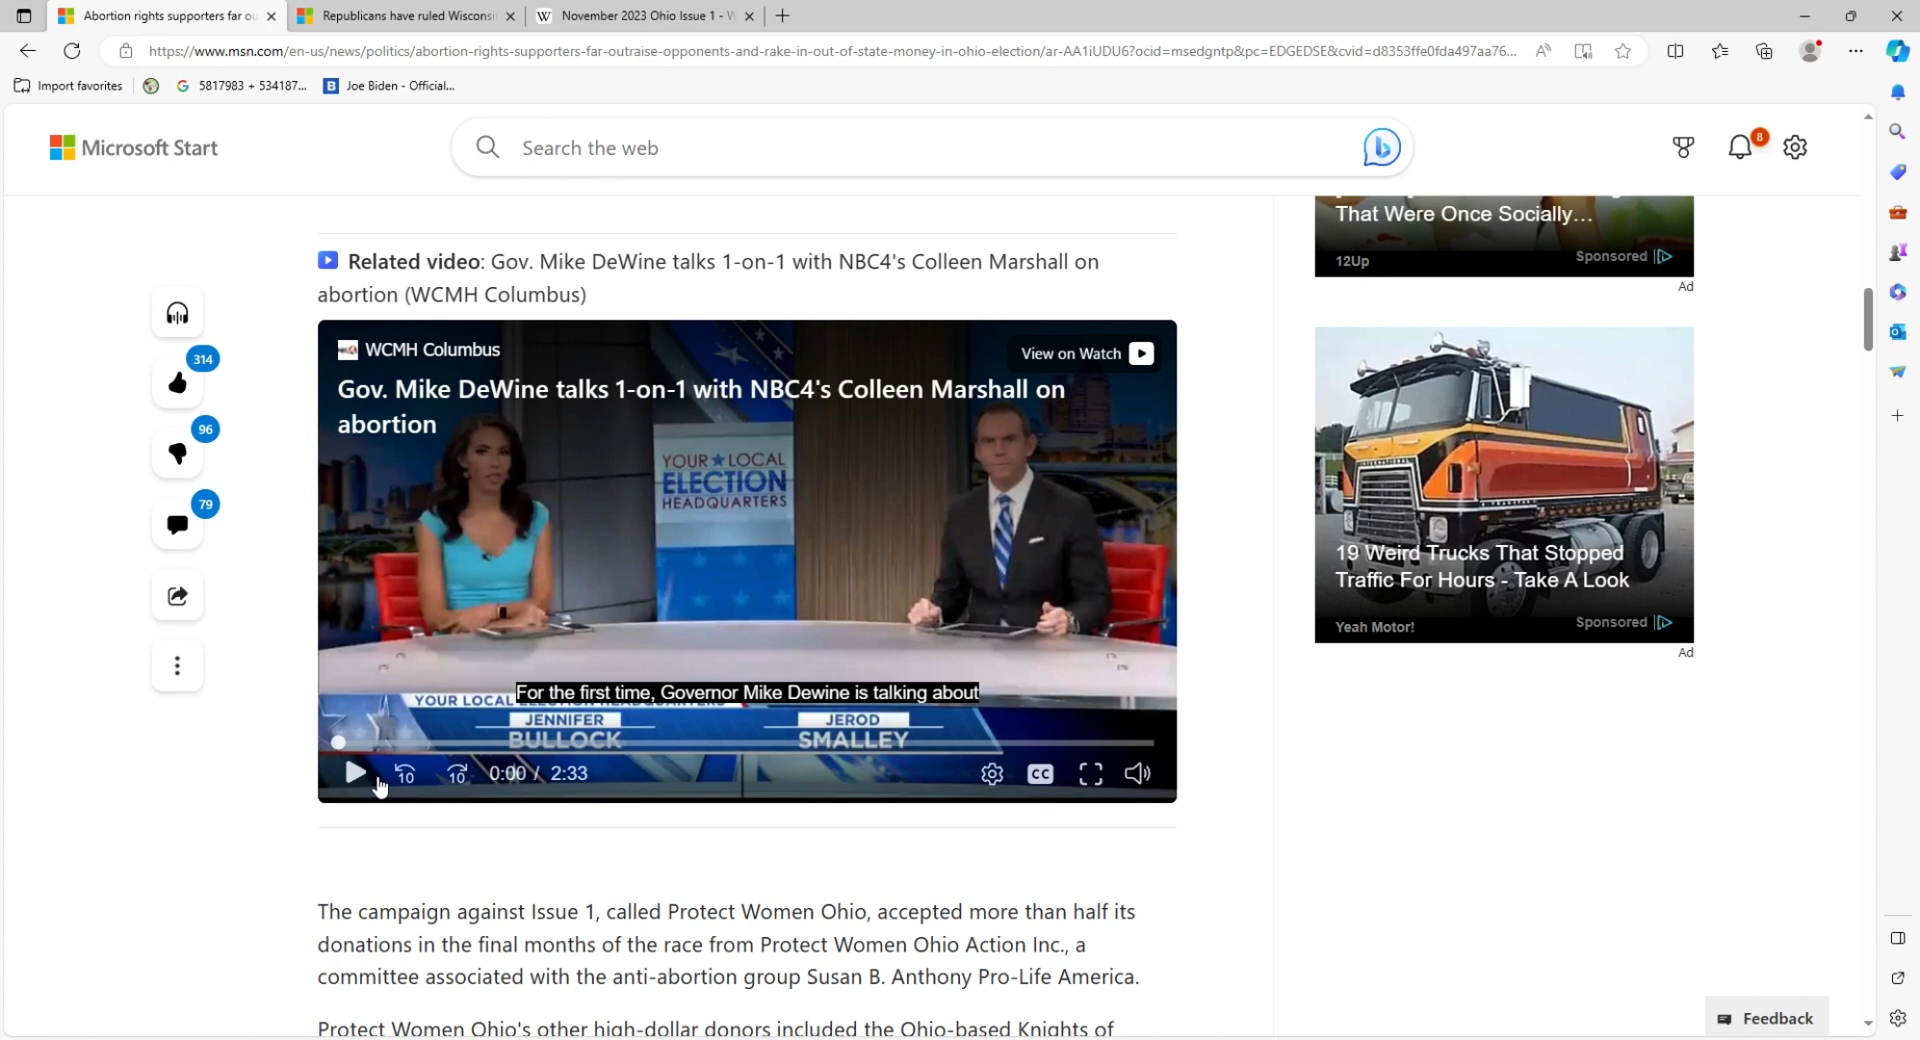 Abortion rights supporters far ou
Republicans have ruled Wisconsi
November 2023 Ohio Issue 1 - W
https://www.msn.com/en-us/news/politics/abortion-rights-supporters-far-outraise-opponents-and-rake-in-out-of-state-money-in-ohio-election/ar-AA1iUDU6?ocid=msedgntp&pc=EDGEDSE&cvid=d8353ffe0fda497aa76...
Import favorites
5817983 + 534187...
Joe Biden - Official...
Microsoft Start
Search the web
8
That Were Once Socially...
12Up
Sponsored
Ad
Related video: Gov. Mike DeWine talks 1-on-1 with NBC4's Colleen Marshall on
abortion (WCMH Columbus)
314
96
79
WCMH Columbus
View on Watch
Gov. Mike DeWine talks 1-on-1 with NBC4's Colleen Marshall on
abortion
YOUR★LOCAL
ELECTION
HEADQUARTERS
For the first time, Governor Mike Dewine is talking about
YOUR LOCAL ELECTION HEADQUARTERS
JENNIFER
BULLOCK
JEROD
SMALLEY
10
10
0:00 / 2:33
CC
INTERNATIONAL
19 Weird Trucks That Stopped
Traffic For Hours - Take A Look
Yeah Motor!
Sponsored
Ad
The campaign against Issue 1, called Protect Women Ohio, accepted more than half its
donations in the final months of the race from Protect Women Ohio Action Inc., a
committee associated with the anti-abortion group Susan B. Anthony Pro-Life America.
Protect Women Ohio's other high-dollar donors included the Ohio-based Knights of
Feedback